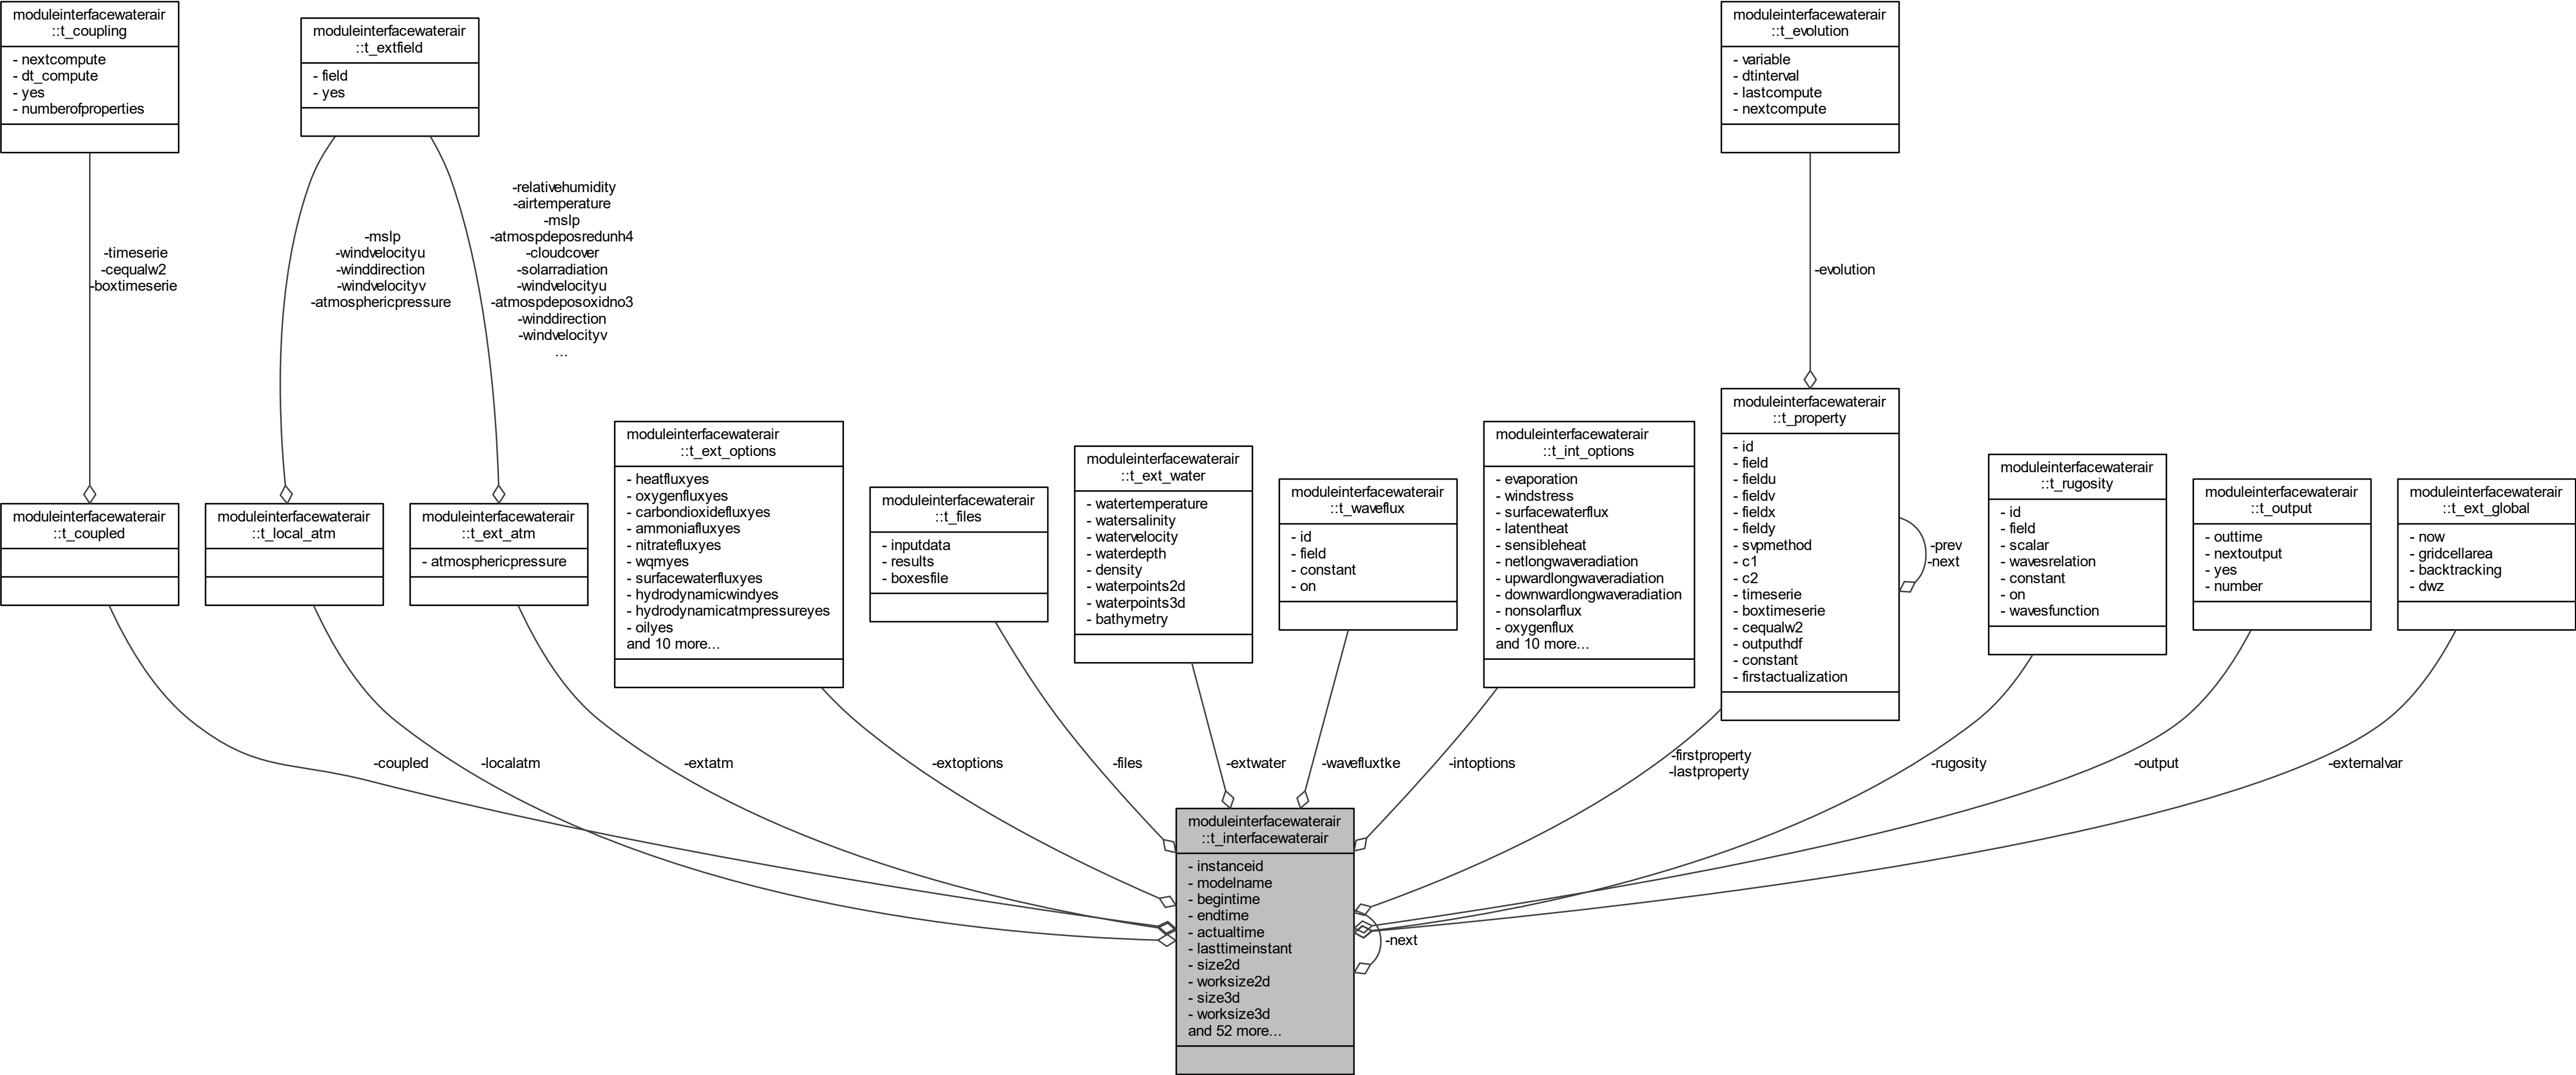 moduleinterfacewaterair
::t_coupling
- nextcompute
- dt_compute
- yes
- numberofproperties
moduleinterfacewaterair
::t_extfield
- field
- yes
moduleinterfacewaterair
::t_evolution
- variable
- dtinterval
- lastcompute
- nextcompute
-timeserie
-cequalw2
-boxtimeserie
-mslp
-windvelocityu
-winddirection
-windvelocityv
-atmosphericpressure
-relativehumidity
-airtemperature
-mslp
-atmospdeposredunh4
-cloudcover
-solarradiation
-windvelocityu
-atmospdeposoxidno3
-winddirection
-windvelocityv
...
-evolution
moduleinterfacewaterair
::t_coupled
moduleinterfacewaterair
::t_local_atm
moduleinterfacewaterair
::t_ext_atm
- atmosphericpressure
moduleinterfacewaterair
::t_ext_options
- heatfluxyes
- oxygenfluxyes
- carbondioxidefluxyes
- ammoniafluxyes
- nitratefluxyes
- wqmyes
- surfacewaterfluxyes
- hydrodynamicwindyes
- hydrodynamicatmpressureyes
- oilyes
and 10 more...
moduleinterfacewaterair
::t_files
- inputdata
- results
- boxesfile
moduleinterfacewaterair
::t_ext_water
- watertemperature
- watersalinity
- watervelocity
- waterdepth
- density
- waterpoints2d
- waterpoints3d
- bathymetry
moduleinterfacewaterair
::t_waveflux
- id
- field
- constant
- on
moduleinterfacewaterair
::t_int_options
- evaporation
- windstress
- surfacewaterflux
- latentheat
- sensibleheat
- netlongwaveradiation
- upwardlongwaveradiation
- downwardlongwaveradiation
- nonsolarflux
- oxygenflux
and 10 more...
moduleinterfacewaterair
::t_property
- id
- field
- fieldu
- fieldv
- fieldx
- fieldy
- svpmethod
- c1
- c2
- timeserie
- boxtimeserie
- cequalw2
- outputhdf
- constant
- firstactualization
-prev
-next
moduleinterfacewaterair
::t_rugosity
- id
- field
- scalar
- wavesrelation
- constant
- on
- wavesfunction
moduleinterfacewaterair
::t_output
- outtime
- nextoutput
- yes
- number
moduleinterfacewaterair
::t_ext_global
- now
- gridcellarea
- backtracking
- dwz
-coupled
-localatm
-extatm
-extoptions
-files
-extwater
-wavefluxtke
-intoptions
-firstproperty
-lastproperty
-rugosity
-output
-externalvar
moduleinterfacewaterair
::t_interfacewaterair
- instanceid
- modelname
- begintime
- endtime
- actualtime
- lasttimeinstant
- size2d
- worksize2d
- size3d
- worksize3d
and 52 more...
-next